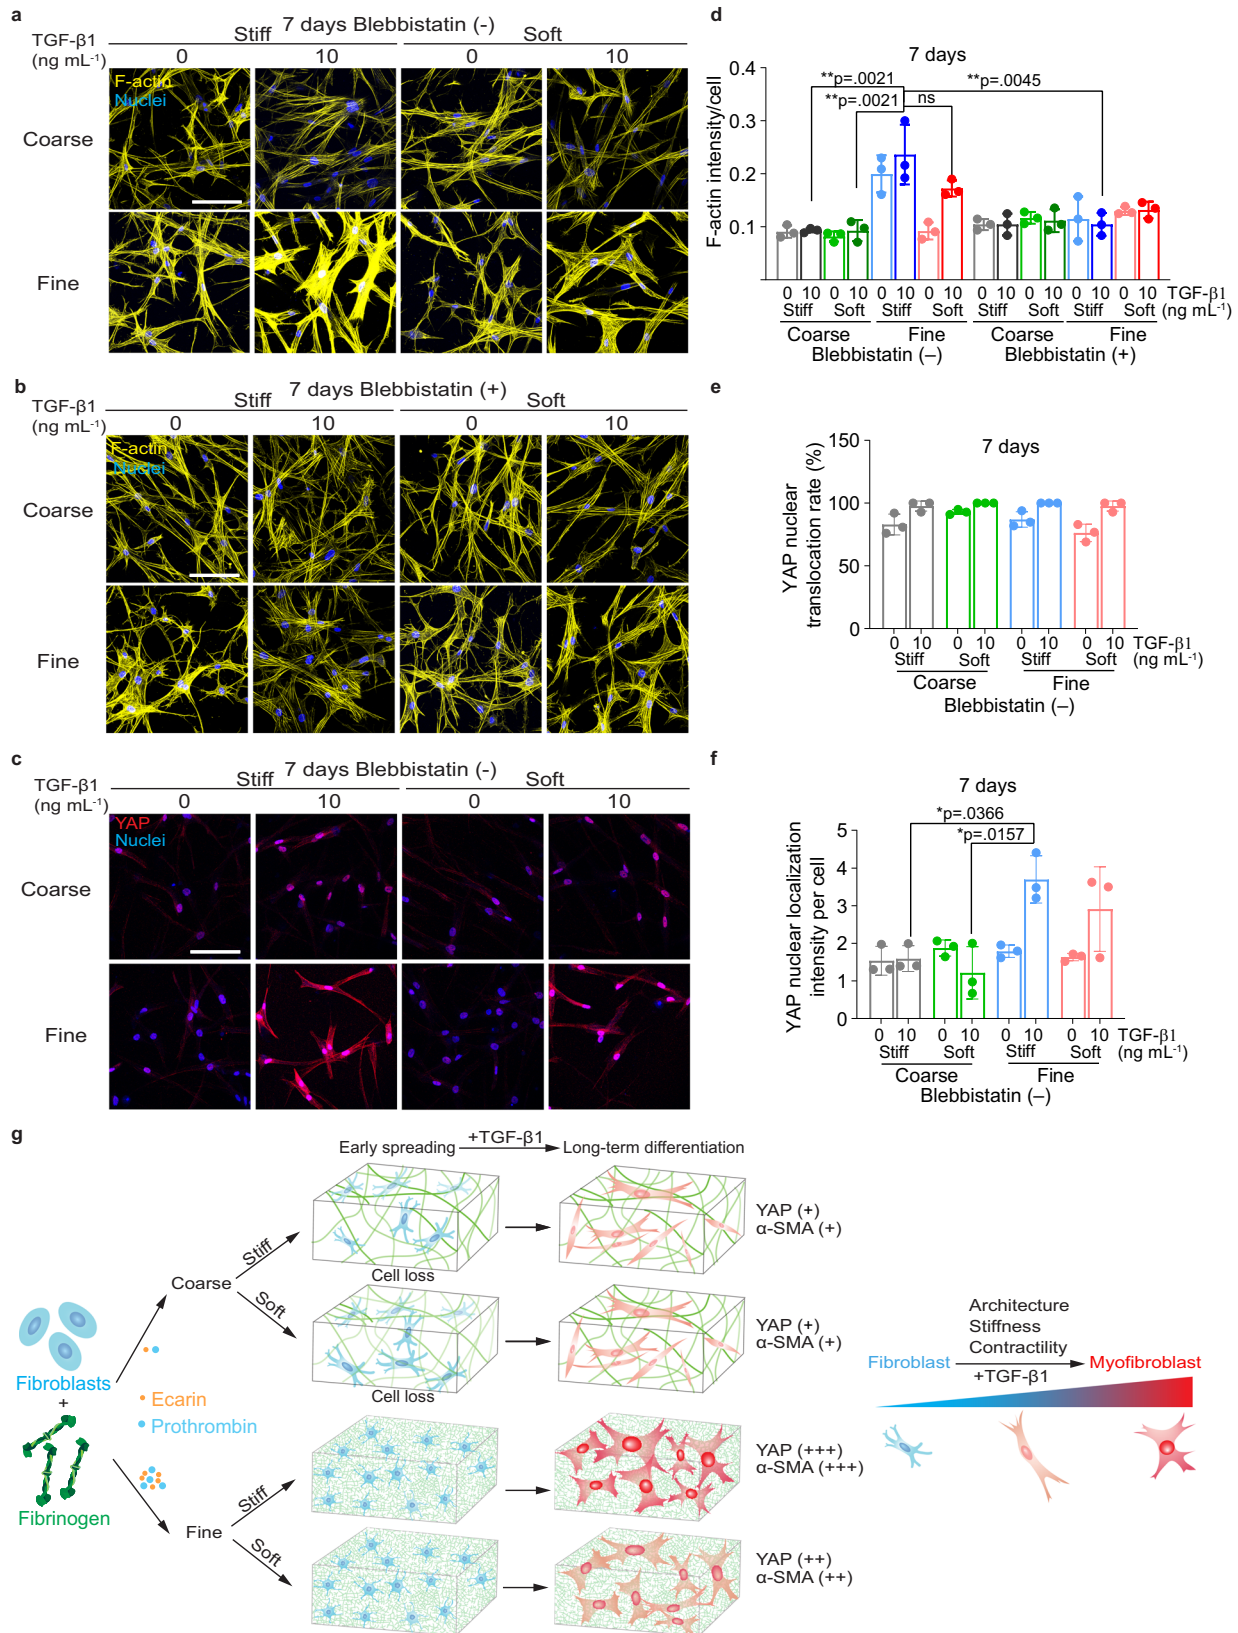 a
7 days Blebbistatin (-)
TGF-β1
(ng mL-1)
Stiff
Soft
0
10
0
10
F-actin
Nuclei
Coarse
Fine
b
7 days Blebbistatin (+)
TGF-β1
(ng mL-1)
Stiff
Soft
0
10
0
10
F-actin
Nuclei
Coarse
Fine
c
7 days Blebbistatin (-)
TGF-β1
(ng mL-1)
Stiff
Soft
0
10
0
10
YAP
Nuclei
Coarse
Fine
d
7 days
F-actin intensity/cell
0.4
0.3
0.2
0.1
**p=.0021
**p=.0045
**p=.0021
ns
0 10 0 10 0 10 0 10 0 10 0 10 0 10 0 10 TGF-β1
Stiff Soft Stiff Soft Stiff Soft Stiff Soft (ng mL-1)
Coarse Fine Coarse Fine
Blebbistatin (–) Blebbistatin (+)
e
7 days
YAP nuclear
translocation rate (%)
150
100
50
0
0 10 0 10 0 10 0 10 TGF-β1
Stiff Soft Stiff Soft (ng mL-1)
Coarse Fine
Blebbistatin (–)
f
7 days
YAP nuclear localization
intensity per cell
*p=.0366
*p=.0157
5
4
3
2
1
0
0 10 0 10 0 10 0 10 TGF-β1
Stiff Soft Stiff Soft (ng mL-1)
Coarse Fine
Blebbistatin (–)
g
Early spreading +TGF-β1 Long-term differentiation
Fibroblasts
+
Fibrinogen
Ecarin
Prothrombin
Coarse
Stiff
Soft
Fine
Stiff
Soft
Cell loss
Cell loss
YAP (+)
α-SMA (+)
YAP (+)
α-SMA (+)
YAP (+++)
α-SMA (+++)
YAP (++)
α-SMA (++)
Architecture
Stiffness
Contractility
Fibroblast
+TGF-β1
Myofibroblast